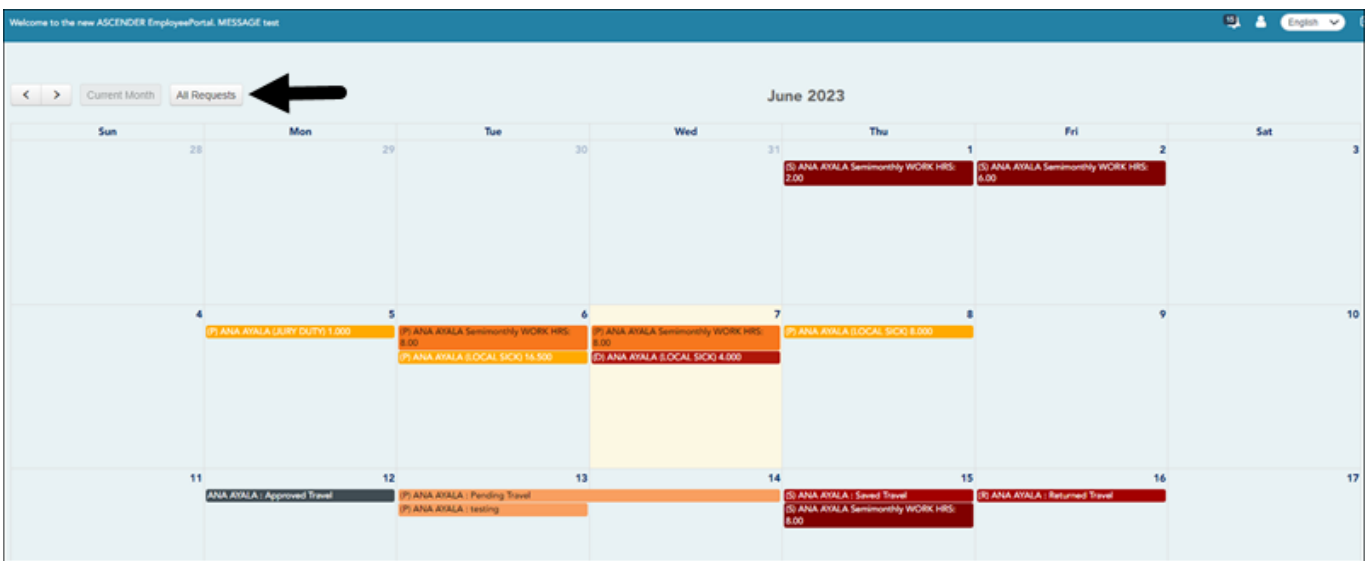 Welcome to the new ASCENDER EmployeePortal. MESSAGE test
10
English
< > Current Month All Requests
June 2023
Sun Mon Tue Wed Thu Fri Sat
28 29 30 31 1 2 3
(S) ANA AYALA Semimonthly WORK HRS: 2.00
(S) ANA AYALA Semimonthly WORK HRS: 6.00
4 5 6 7 8 9 10
(P) ANA AYALA (JURY DUTY) 1.000
(P) ANA AYALA Semimonthly WORK HRS: 8.00
(P) ANA AYALA Semimonthly WORK HRS: 8.00
(P) ANA AYALA (LOCAL SICK) 8.000
(P) ANA AYALA (LOCAL SICK) 16.500
(D) ANA AYALA (LOCAL SICK) 4.000
11 12 13 14 15 16 17
ANA AYALA : Approved Travel
(P) ANA AYALA : Pending Travel
(S) ANA AYALA : Saved Travel
(R) ANA AYALA : Returned Travel
(P) ANA AYALA : testing
(S) ANA AYALA Semimonthly WORK HRS: 8.00